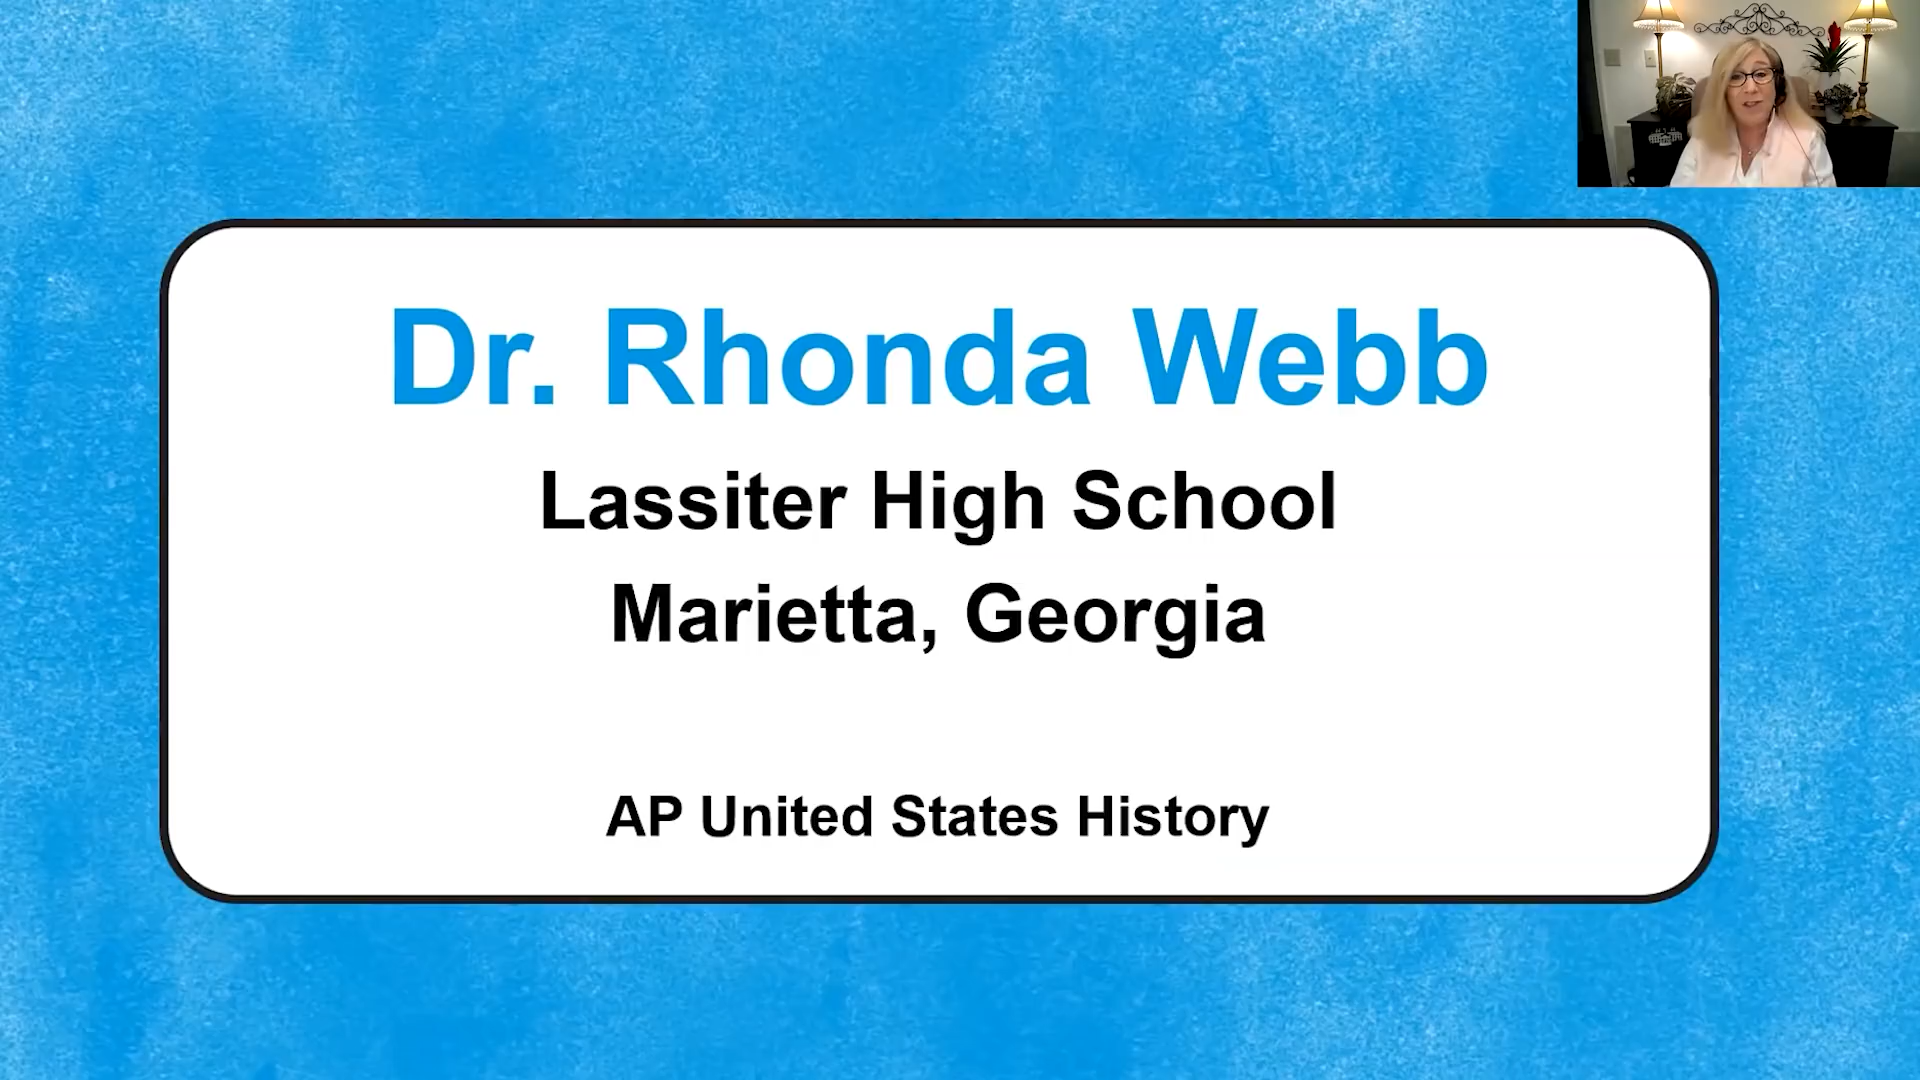 Dr. Rhonda Webb
Lassiter High School
Marietta, Georgia
AP United States History